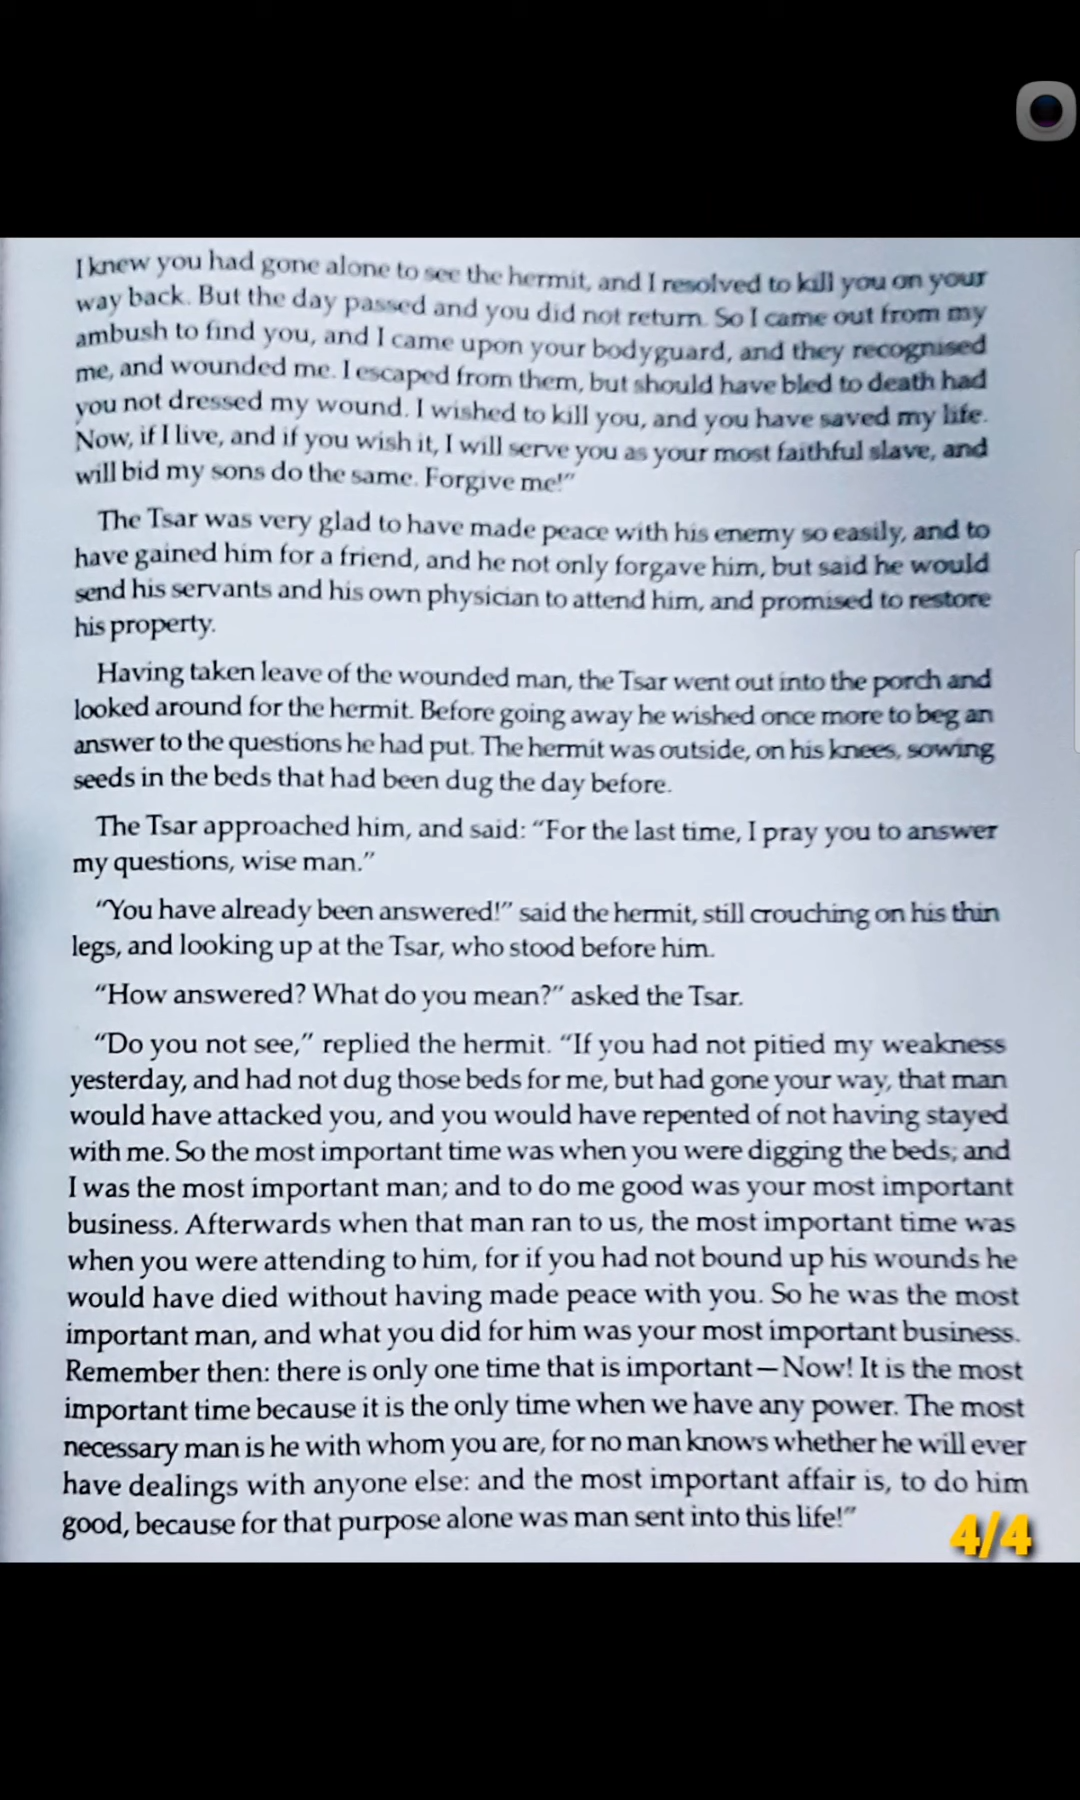 I knew you had gone alone to see the hermit, and I resolved to kill you on your
way back. But the day passed and you did not return. So I came out from my
ambush to find you, and I came upon your bodyguard, and they recognised
me, and wounded me. I escaped from them, but should have bled to death had
you not dressed my wound. I wished to kill you, and you have saved my life.
Now, if I live, and if you wish it, I will serve you as your most faithful slave, and
will bid my sons do the same. Forgive me!”
The Tsar was very glad to have made peace with his enemy so easily, and to
have gained him for a friend, and he not only forgave him, but said he would
send his servants and his own physician to attend him, and promised to restore
his property.
Having taken leave of the wounded man, the Tsar went out into the porch and
looked around for the hermit. Before going away he wished once more to beg an
answer to the questions he had put. The hermit was outside, on his knees, sowing
seeds in the beds that had been dug the day before.
The Tsar approached him, and said: “For the last time, I pray you to answer
my questions, wise man.”
“You have already been answered!” said the hermit, still crouching on his thin
legs, and looking up at the Tsar, who stood before him.
“How answered? What do you mean?” asked the Tsar.
“Do you not see,” replied the hermit. “If you had not pitied my weakness
yesterday, and had not dug those beds for me, but had gone your way, that man
would have attacked you, and you would have repented of not having stayed
with me. So the most important time was when you were digging the beds; and
I was the most important man; and to do me good was your most important
business. Afterwards when that man ran to us, the most important time was
when you were attending to him, for if you had not bound up his wounds he
would have died without having made peace with you. So he was the most
important man, and what you did for him was your most important business.
Remember then: there is only one time that is important—Now! It is the most
important time because it is the only time when we have any power. The most
necessary man is he with whom you are, for no man knows whether he will ever
have dealings with anyone else: and the most important affair is, to do him
good, because for that purpose alone was man sent into this life!”
4/4